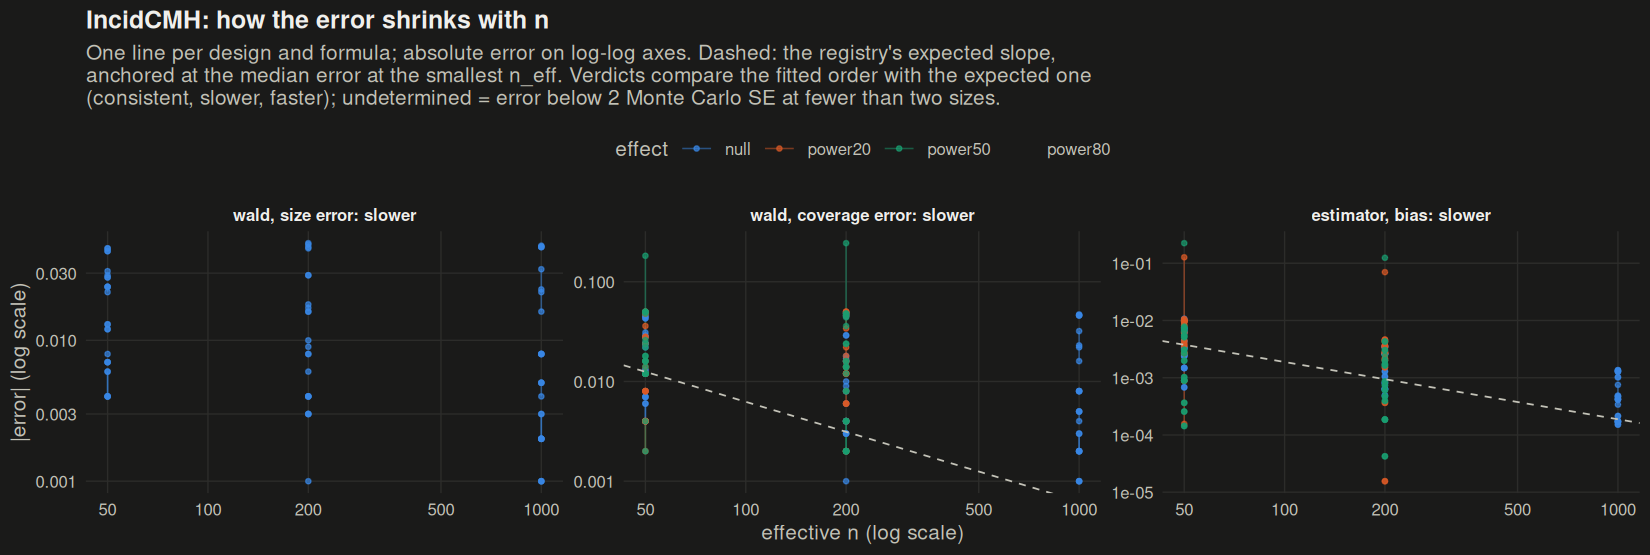 IncidCMH: how the error shrinks with n
One line per design and formula; absolute error on log-log axes. Dashed: the registry's expected slope,
anchored at the median error at the smallest n_eff. Verdicts compare the fitted order with the expected one
(consistent, slower, faster); undetermined = error below 2 Monte Carlo SE at fewer than two sizes.
effect null power20 power50 power80
wald, size error: slower
wald, coverage error: slower
estimator, bias: slower
|error| (log scale)
0.030
0.010
0.003
0.001
50 100 200 500 1000
0.100
0.010
0.001
50 100 200 500 1000
1e-01
1e-02
1e-03
1e-04
1e-05
50 100 200 500 1000
effective n (log scale)